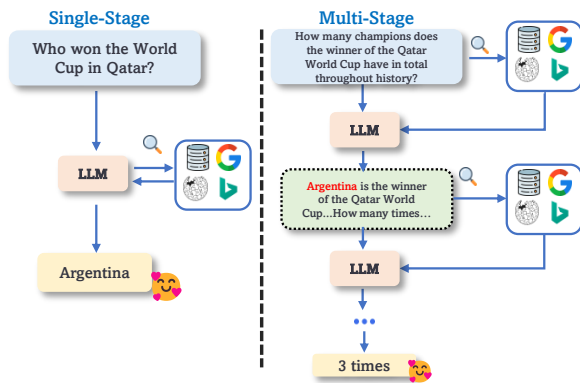 Single-Stage
Who won the World
Cup in Qatar?
LLM
Argentina
Multi-Stage
How many champions does
the winner of the Qatar
World Cup have in total
throughout history?
LLM
Argentina is the winner
of the Qatar World
Cup...How many times...
LLM
3 times